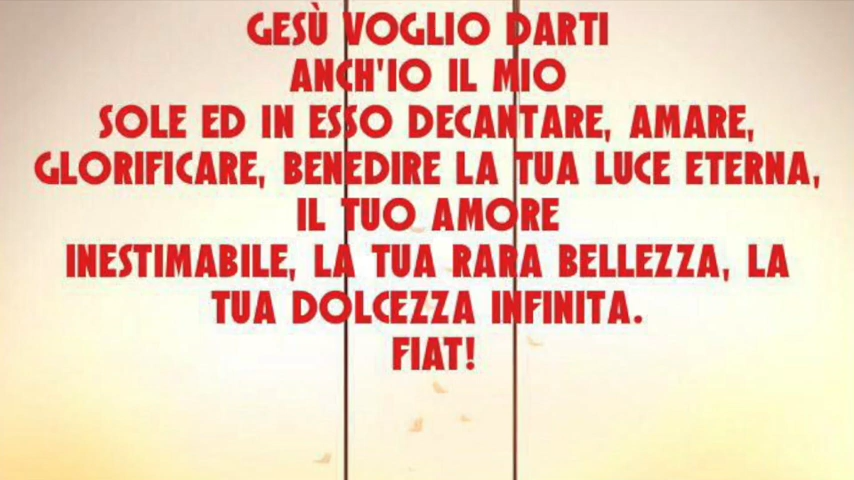 GESÙ VOGLIO DARTI
ANCH'IO IL MIO
SOLE ED IN ESSO DECANTARE, AMARE,
GLORIFICARE, BENEDIRE LA TUA LUCE ETERNA,
IL TUO AMORE
INESTIMABILE, LA TUA RARA BELLEZZA, LA
TUA DOLCEZZA INFINITA.
FIAT!